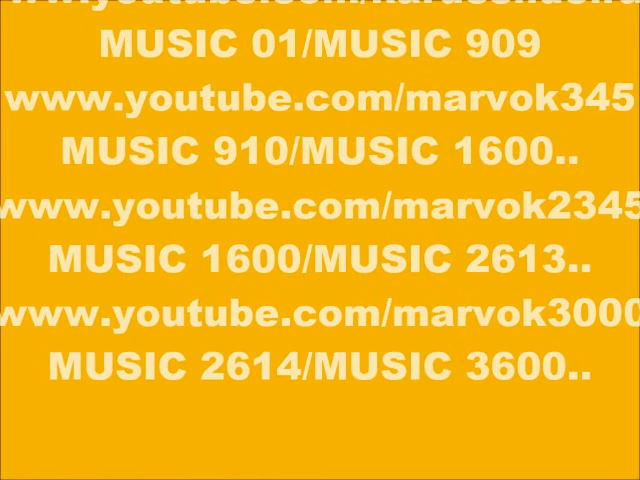 MUSIC 01/MUSIC 909
www.youtube.com/marvok345
MUSIC 910/MUSIC 1600..
www.youtube.com/marvok2345
MUSIC 1600/MUSIC 2613..
www.youtube.com/marvok3000
MUSIC 2614/MUSIC 3600..